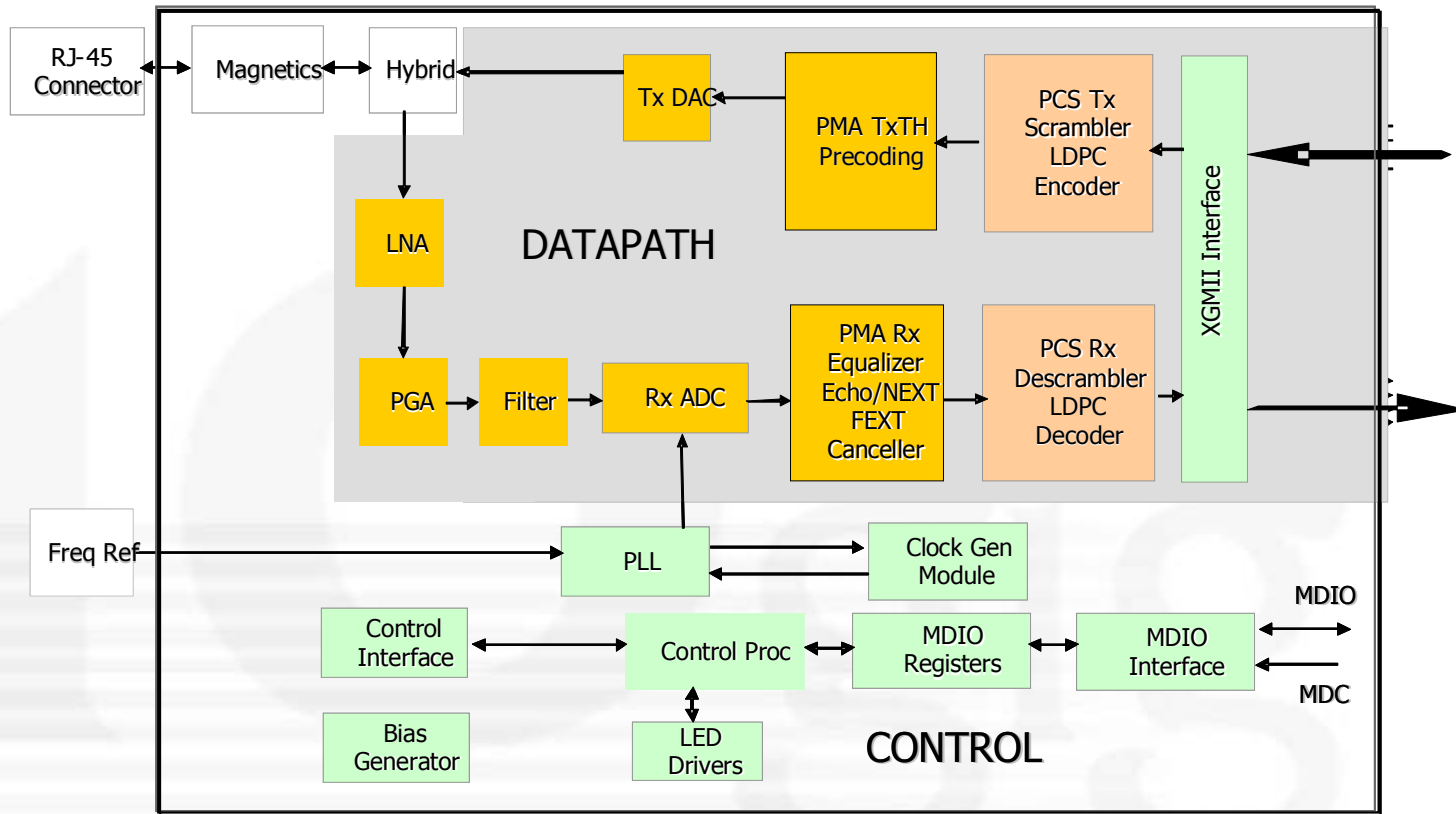 RJ-45
Connector
Magnetics
Hybrid
Tx DAC
PMA TxTH
Precoding
PCS Tx
Scrambler
LDPC
Encoder
XGMII Interface
LNA
DATAPATH
PGA
Filter
Rx ADC
PMA Rx
Equalizer
Echo/NEXT
FEXT
Canceller
PCS Rx
Descrambler
LDPC
Decoder
Freq Ref
PLL
Clock Gen
Module
Control
Interface
Control Proc
MDIO
Registers
MDIO
Interface
MDIO
MDC
Bias
Generator
LED
Drivers
CONTROL
10gig